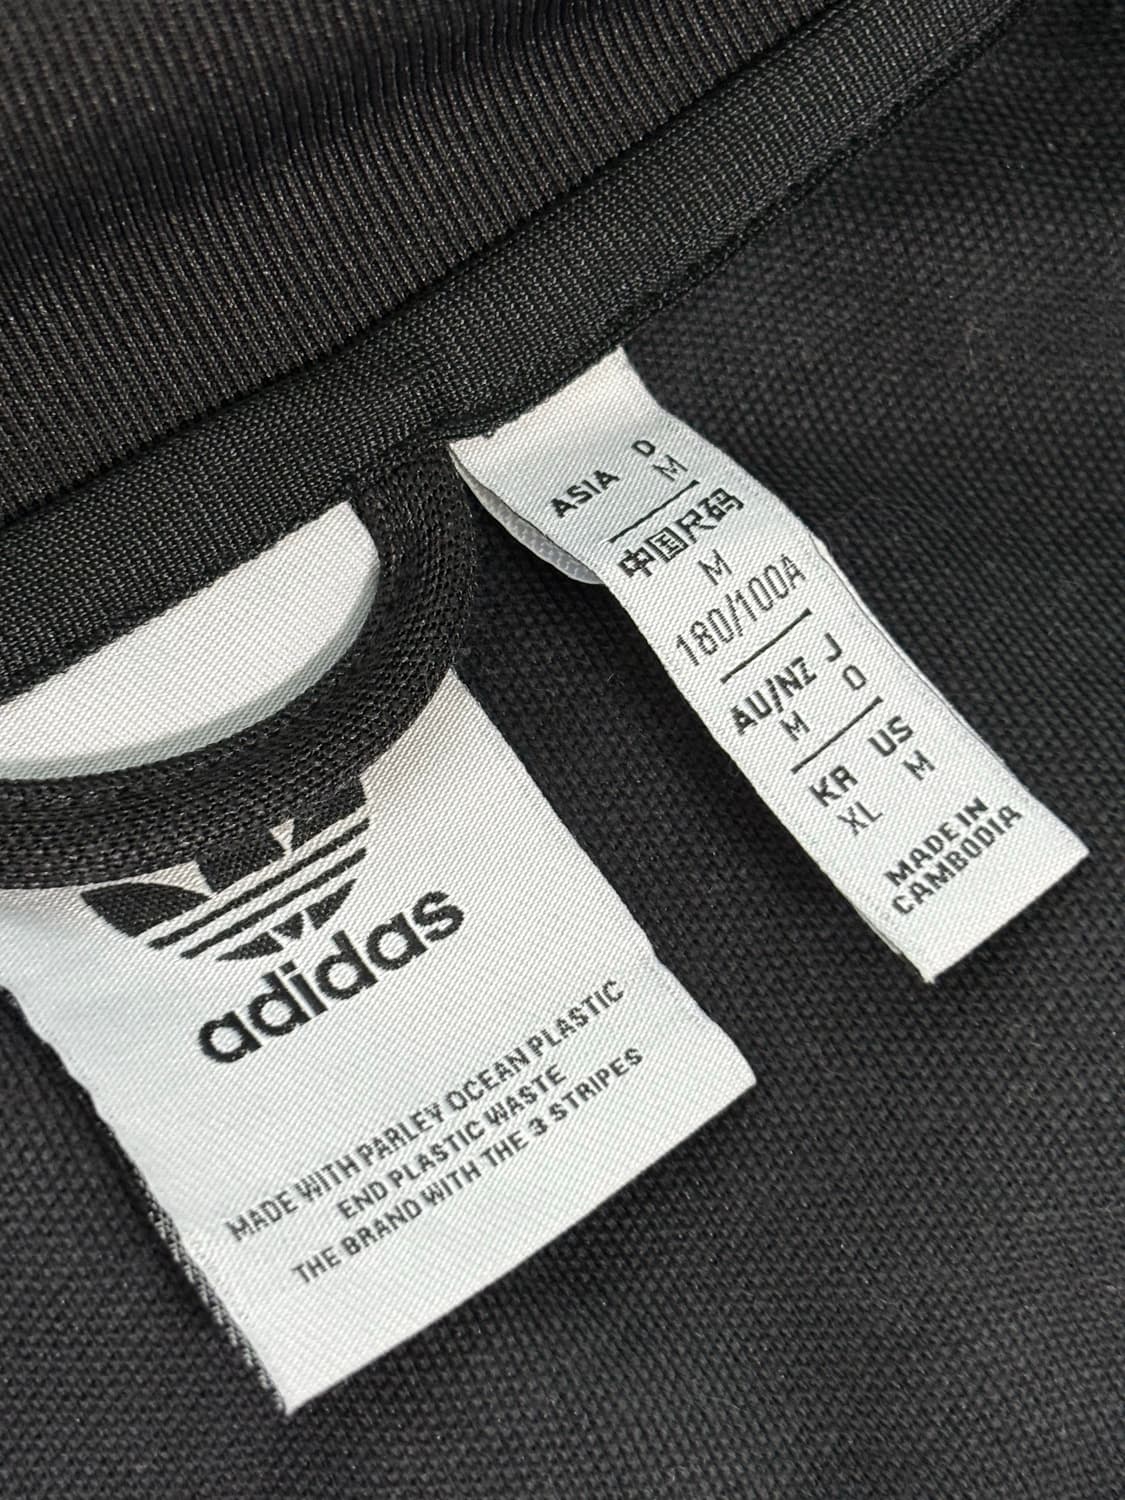 adidas
MADE WITH PARLEY OCEAN PLASTIC
END PLASTIC WASTE
THE BRAND WITH THE 3 STRIPES
ASIA D
M
中国尺码
M
180/100A
AU/NZ J
M O
KR US
XL M
MADE IN
CAMBODIA